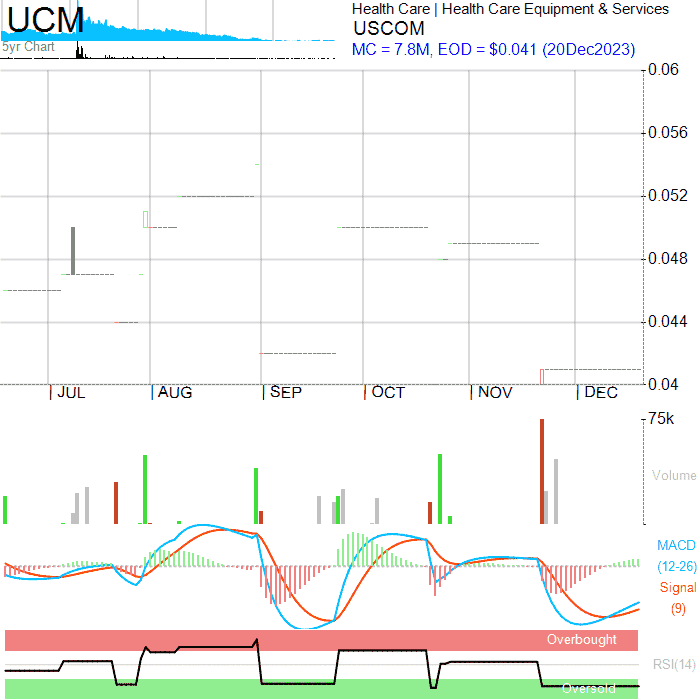 UCM
5yr Chart
Health Care | Health Care Equipment & Services
USCOM
MC = 7.8M, EOD = $0.041 (20Dec2023)
0.06
0.056
0.052
0.048
0.044
0.04
JUL AUG SEP OCT NOV DEC
75k
Volume
MACD
(12-26)
Signal
(9)
Overbought
RSI(14)
Oversold